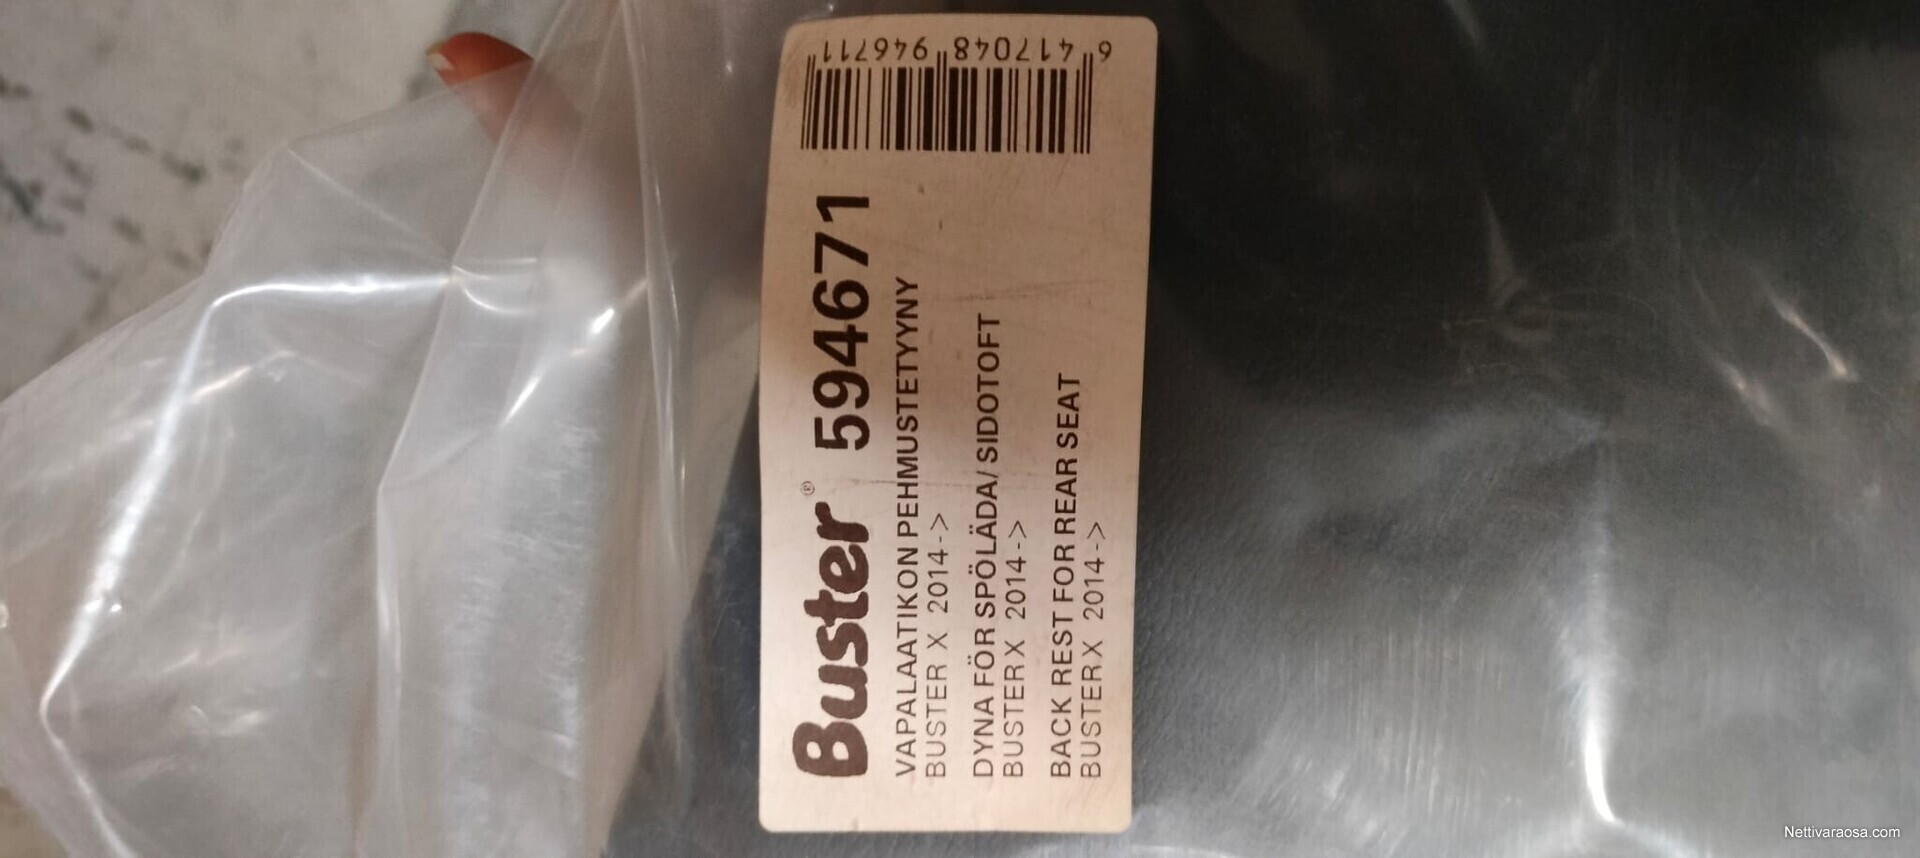 Buster® 594671
VAPALAATIKON PEHMUSTETYYNY
BUSTER X 2014->
DYNA FÖR SPÖLÄDA/SIDOTOFT
BUSTER X 2014->
BACK REST FOR REAR SEAT
BUSTER X 2014->
6 417048 946711
Nettivaraosa.com